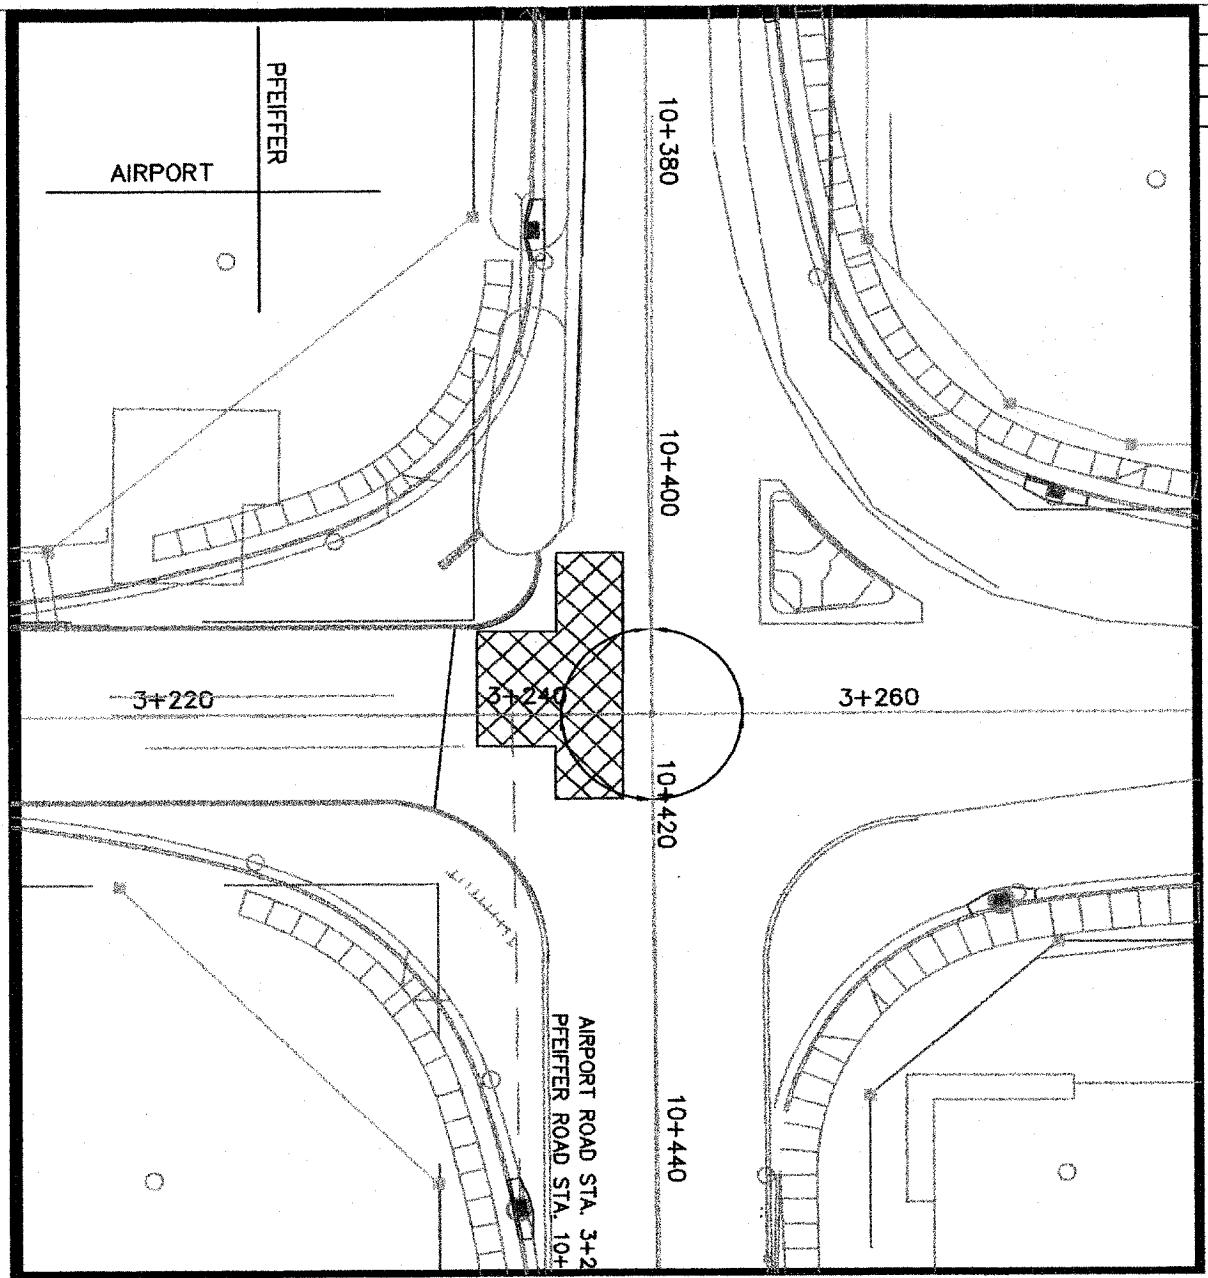 PFEIFFER
AIRPORT
10+380
10+400
3+220
3+240
3+260
10+420
AIRPORT ROAD STA. 3+2
PFEIFFER ROAD STA. 10+
10+440